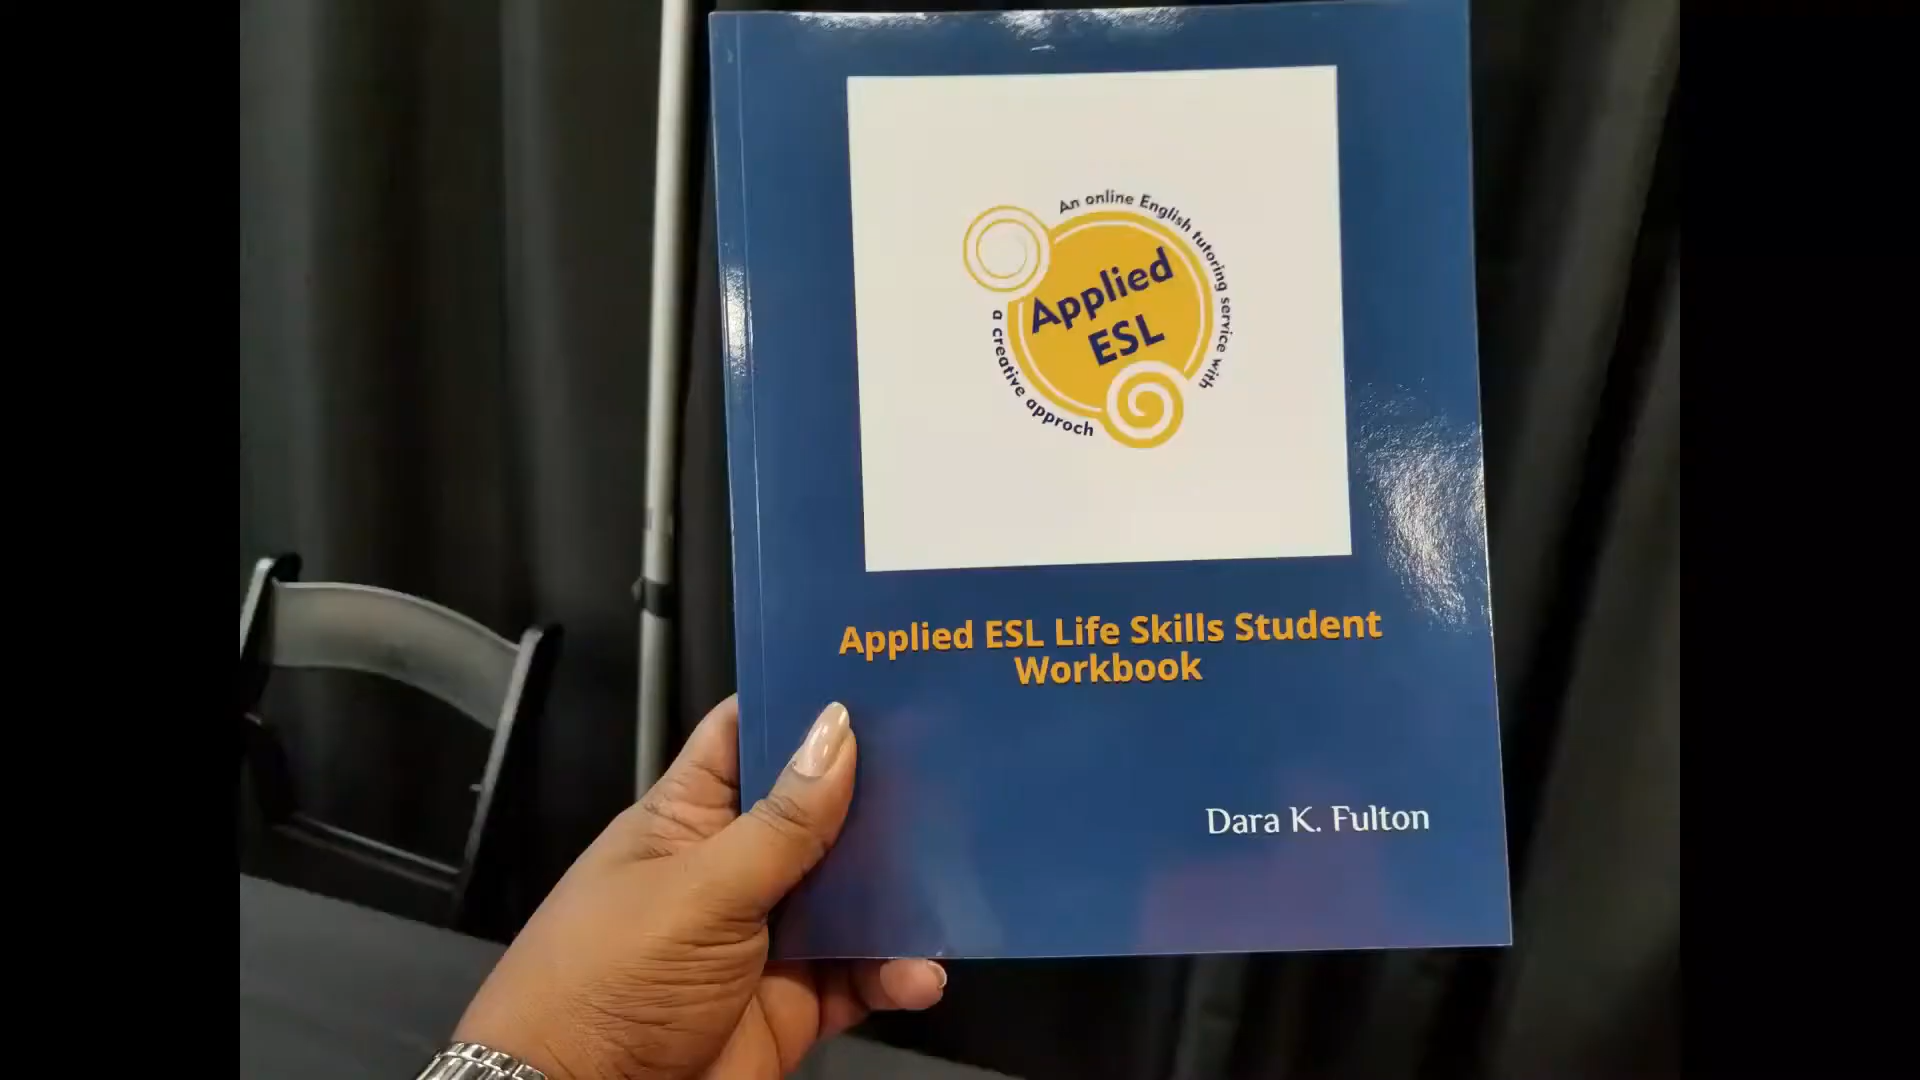 An online English tutoring service with
a creative approch
Applied
ESL
Applied ESL Life Skills Student
Workbook
Dara K. Fulton